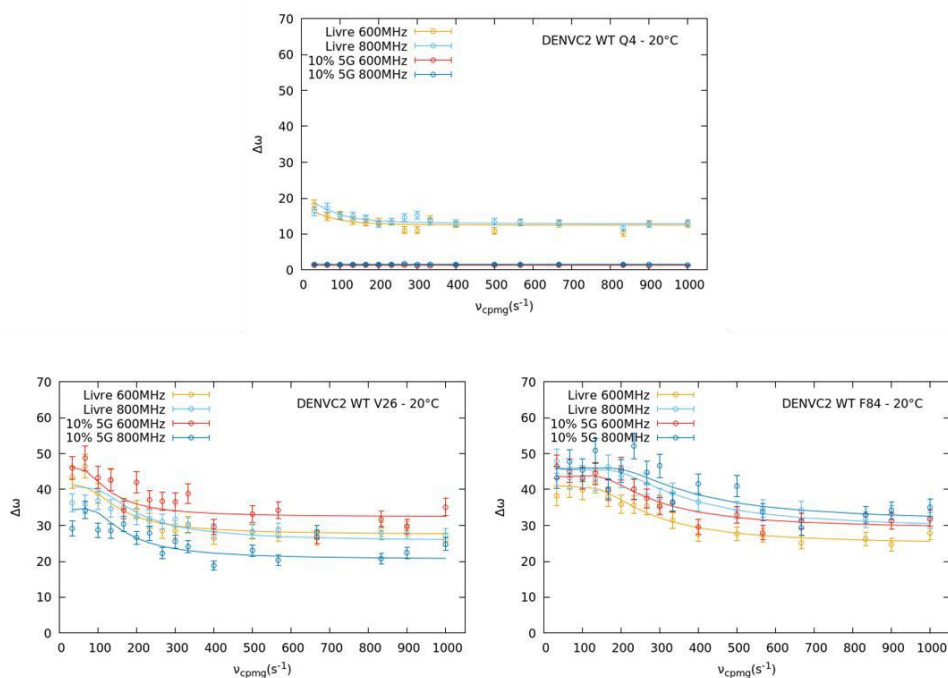 70
60
50
40
30
20
10
0
Δω
Livre 600MHz
Livre 800MHz
10% 5G 600MHz
10% 5G 800MHz
DENVC2 WT Q4 - 20°C
0 100 200 300 400 500 600 700 800 900 1000
νcpmg(s⁻¹)
70
60
50
40
30
20
10
0
Δω
Livre 600MHz
Livre 800MHz
10% 5G 600MHz
10% 5G 800MHz
DENVC2 WT V26 - 20°C
0 100 200 300 400 500 600 700 800 900 1000
νcpmg(s⁻¹)
70
60
50
40
30
20
10
0
Δω
Livre 600MHz
Livre 800MHz
10% 5G 600MHz
10% 5G 800MHz
DENVC2 WT F84 - 20°C
0 100 200 300 400 500 600 700 800 900 1000
νcpmg(s⁻¹)